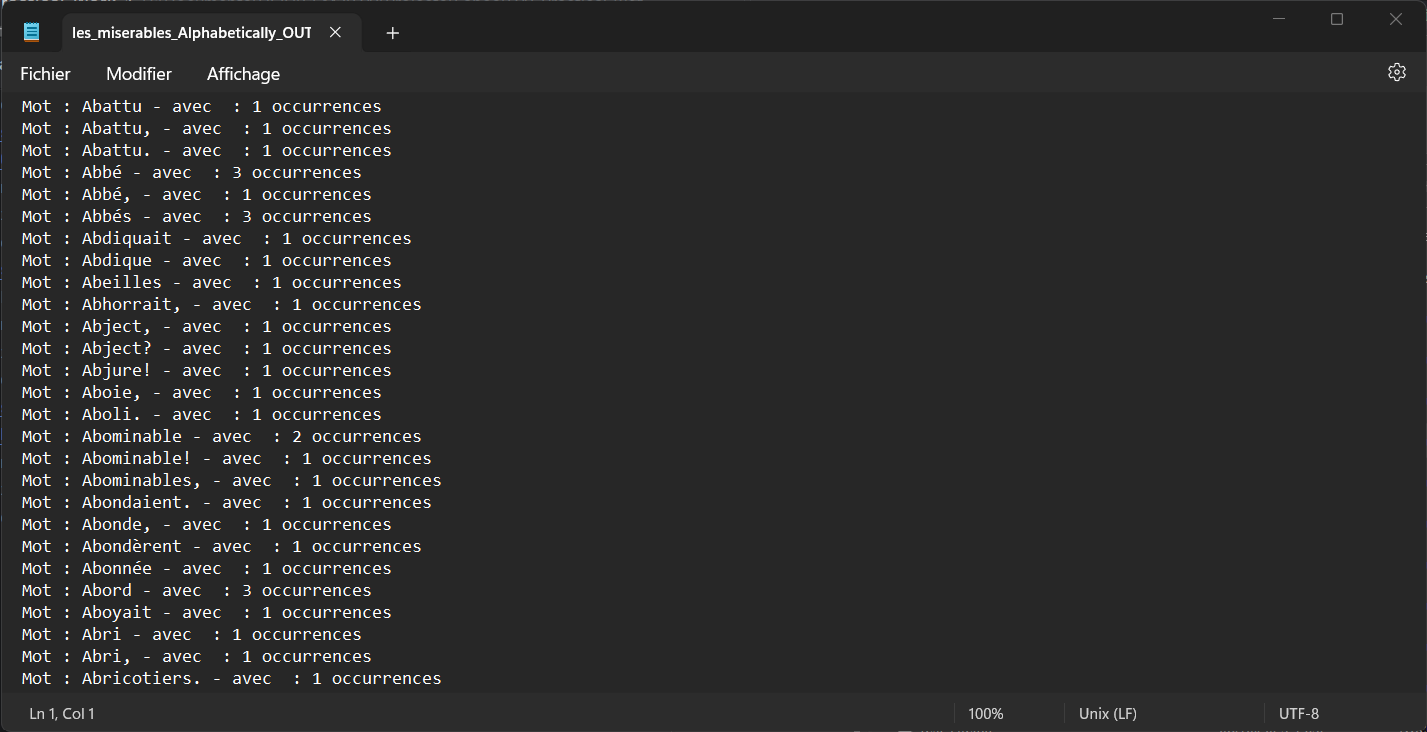 les_miserables_Alphabetically_OUT
Fichier Modifier Affichage
Mot : Abattu - avec  : 1 occurrences
Mot : Abattu, - avec  : 1 occurrences
Mot : Abattu. - avec  : 1 occurrences
Mot : Abbé - avec  : 3 occurrences
Mot : Abbé, - avec  : 1 occurrences
Mot : Abbés - avec  : 3 occurrences
Mot : Abdiquait - avec  : 1 occurrences
Mot : Abdique - avec  : 1 occurrences
Mot : Abeilles - avec  : 1 occurrences
Mot : Abhorrait, - avec  : 1 occurrences
Mot : Abject, - avec  : 1 occurrences
Mot : Abject? - avec  : 1 occurrences
Mot : Abjure! - avec  : 1 occurrences
Mot : Aboie, - avec  : 1 occurrences
Mot : Aboli. - avec  : 1 occurrences
Mot : Abominable - avec  : 2 occurrences
Mot : Abominable! - avec  : 1 occurrences
Mot : Abominables, - avec  : 1 occurrences
Mot : Abondaient. - avec  : 1 occurrences
Mot : Abonde, - avec  : 1 occurrences
Mot : Abondèrent - avec  : 1 occurrences
Mot : Abonnée - avec  : 1 occurrences
Mot : Abord - avec  : 3 occurrences
Mot : Aboyait - avec  : 1 occurrences
Mot : Abri - avec  : 1 occurrences
Mot : Abri, - avec  : 1 occurrences
Mot : Abricotiers. - avec  : 1 occurrences
Ln 1, Col 1 100% Unix (LF) UTF-8